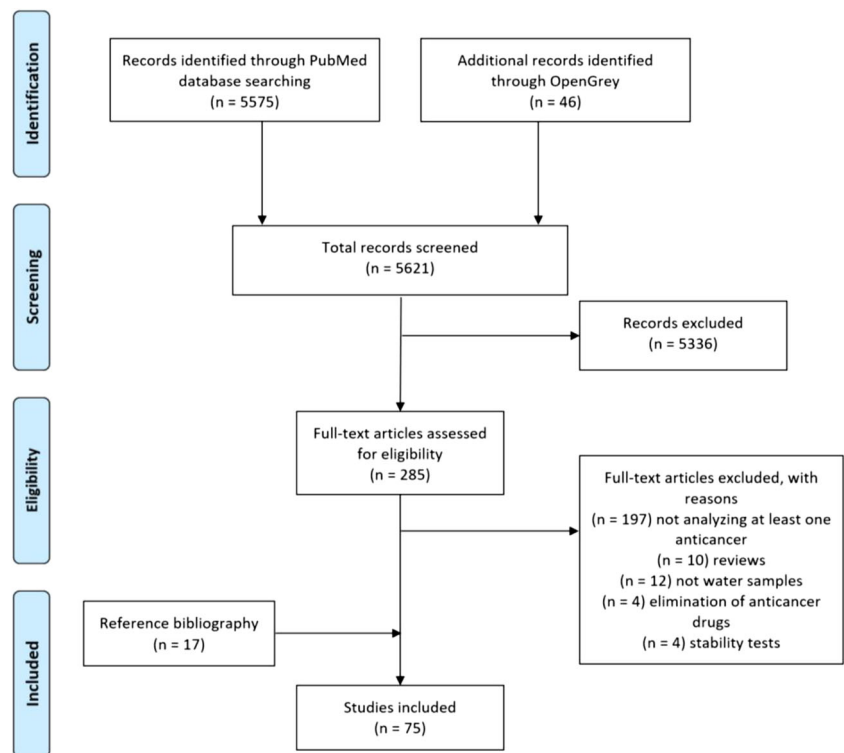 Identification
Records identified through PubMed
database searching
(n = 5575)
Additional records identified
through OpenGrey
(n = 46)
Screening
Total records screened
(n = 5621)
Records excluded
(n = 5336)
Eligibility
Full-text articles assessed
for eligibility
(n = 285)
Full-text articles excluded, with
reasons
(n = 197) not analyzing at least one
anticancer
(n = 10) reviews
(n = 12) not water samples
(n = 4) elimination of anticancer
drugs
(n = 4) stability tests
Included
Reference bibliography
(n = 17)
Studies included
(n = 75)